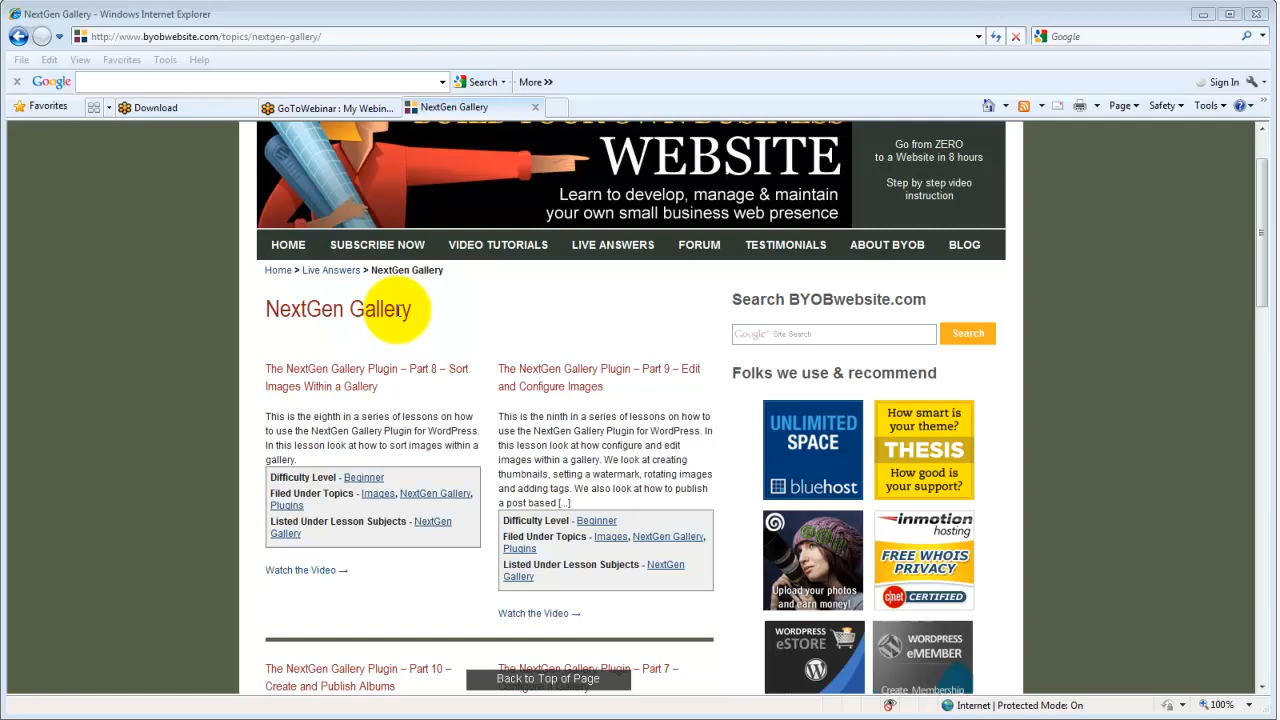 NextGen Gallery - Windows Internet Explorer
http://www.byobwebsite.com/topics/nextgen-gallery/
Google
File Edit View Favorites Tools Help
Google Search More »
Sign In
Favorites
Download
GoToWebinar : My Webin...
NextGen Gallery
Page Safety Tools
WEBSITE
Learn to develop, manage & maintain
your own small business web presence
Go from ZERO
to a Website in 8 hours
Step by step video
instruction
HOME SUBSCRIBE NOW VIDEO TUTORIALS LIVE ANSWERS FORUM TESTIMONIALS ABOUT BYOB BLOG
Home > Live Answers > NextGen Gallery
NextGen Gallery
The NextGen Gallery Plugin – Part 8 – Sort
Images Within a Gallery
This is the eighth in a series of lessons on how
to use the NextGen Gallery Plugin for WordPress.
In this lesson look at how to sort images within a
gallery.
Difficulty Level - Beginner
Filed Under Topics - Images, NextGen Gallery,
Plugins
Listed Under Lesson Subjects - NextGen
Gallery
Watch the Video →
The NextGen Gallery Plugin – Part 9 – Edit
and Configure Images
This is the ninth in a series of lessons on how to
use the NextGen Gallery Plugin for WordPress. In
this lesson look at how configure and edit
images within a gallery. We look at creating
thumbnails, setting a watermark, rotating images
and adding tags. We also look at how to publish
a post based [...]
Difficulty Level - Beginner
Filed Under Topics - Images, NextGen Gallery,
Plugins
Listed Under Lesson Subjects - NextGen
Gallery
Watch the Video →
The NextGen Gallery Plugin – Part 10 –
Create and Publish Albums
The NextGen Gallery Plugin – Part 7 –
Back to Top of Page
Search BYOBwebsite.com
Google™ Site Search
Search
Folks we use & recommend
UNLIMITED
SPACE
bluehost
How smart is
your theme?
THESIS
How good is
your support?
Upload your photos
and earn money!
inmotion
hosting
FREE WHOIS
PRIVACY
c|net CERTIFIED
WORDPRESS
eSTORE
WORDPRESS
eMEMBER
Create Membership
Internet | Protected Mode: On
100%